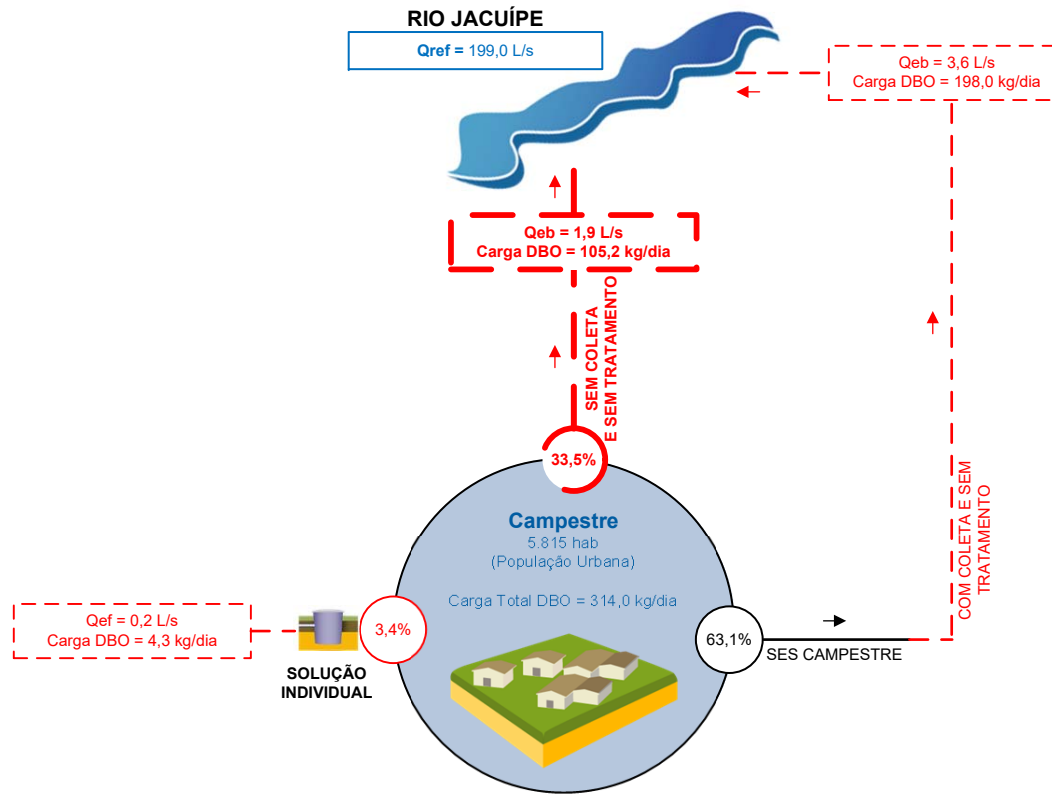 RIO JACUÍPE
Qref = 199,0 L/s
Qeb = 3,6 L/s
Carga DBO = 198,0 kg/dia
Qeb = 1,9 L/s
Carga DBO = 105,2 kg/dia
SEM COLETA
E SEM TRATAMENTO
COM COLETA E SEM
TRATAMENTO
33,5%
Campestre
5.815 hab
(População Urbana)
Carga Total DBO = 314,0 kg/dia
Qef = 0,2 L/s
Carga DBO = 4,3 kg/dia
3,4%
63,1%
SES CAMPESTRE
SOLUÇÃO
INDIVIDUAL